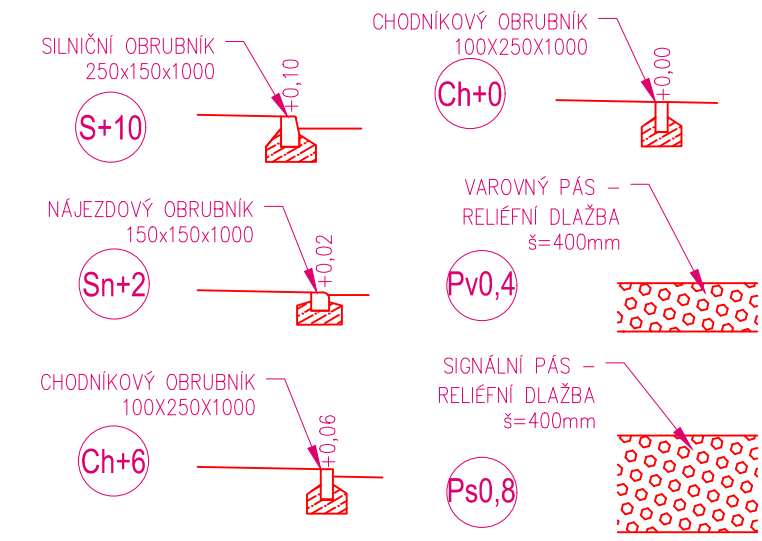 SILNIČNÍ OBRUBNÍK
250x150x1000
+0,10
S+10
CHODNÍKOVÝ OBRUBNÍK
100X250X1000
+0,00
Ch+0
NÁJEZDOVÝ OBRUBNÍK
150x150x1000
+0,02
Sn+2
VAROVNÝ PÁS –
RELIÉFNÍ DLAŽBA
š=400mm
Pv0,4
CHODNÍKOVÝ OBRUBNÍK
100X250X1000
+0,06
Ch+6
SIGNÁLNÍ PÁS –
RELIÉFNÍ DLAŽBA
š=400mm
Ps0,8